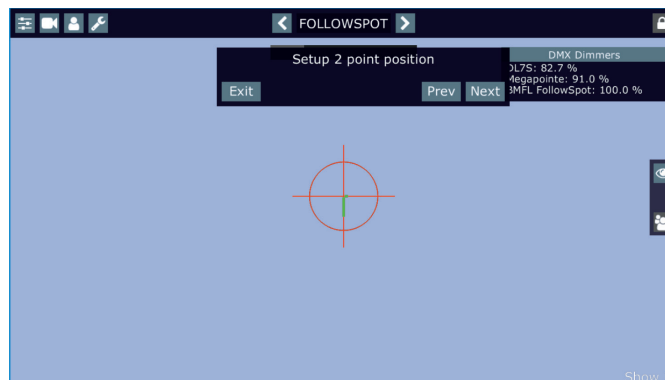 FOLLOWSPOT
Setup 2 point position
Exit
Prev
Next
DMX Dimmers
DL7S: 82.7 %
Megapointe: 91.0 %
BMFL FollowSpot: 100.0 %
Show